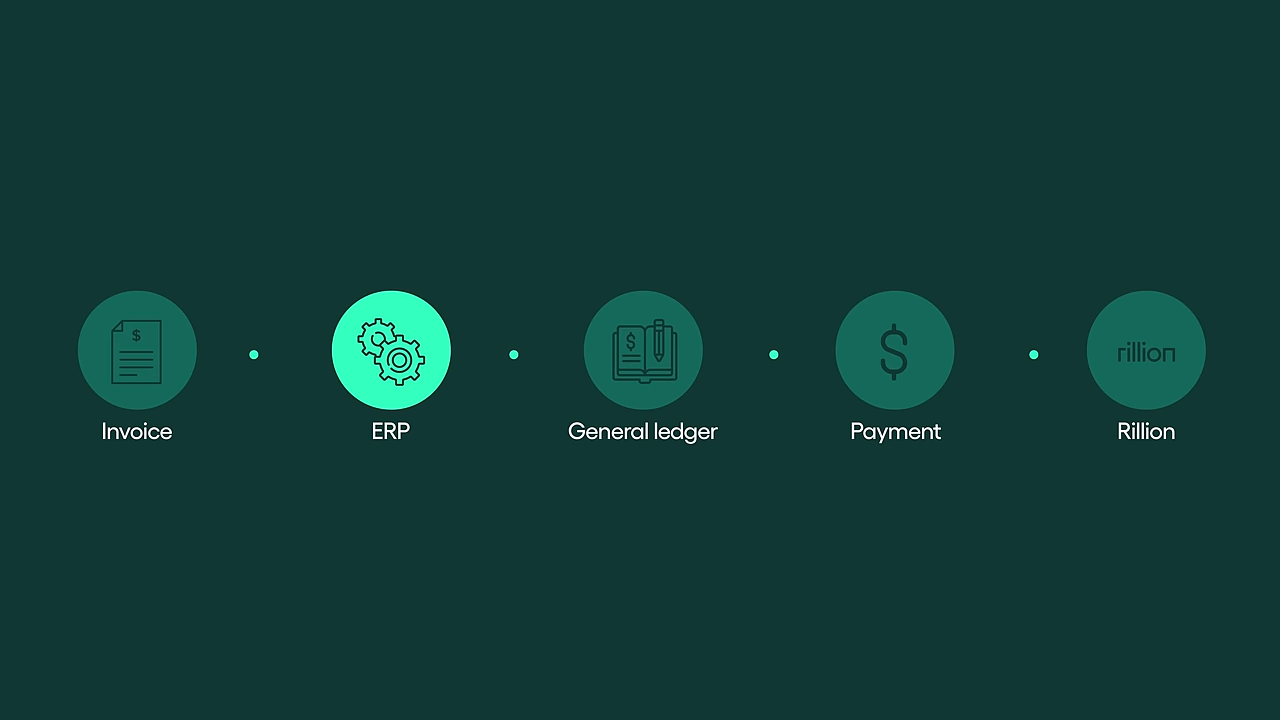 $
$
$
rillion
Invoice
ERP
General ledger
Payment
Rillion